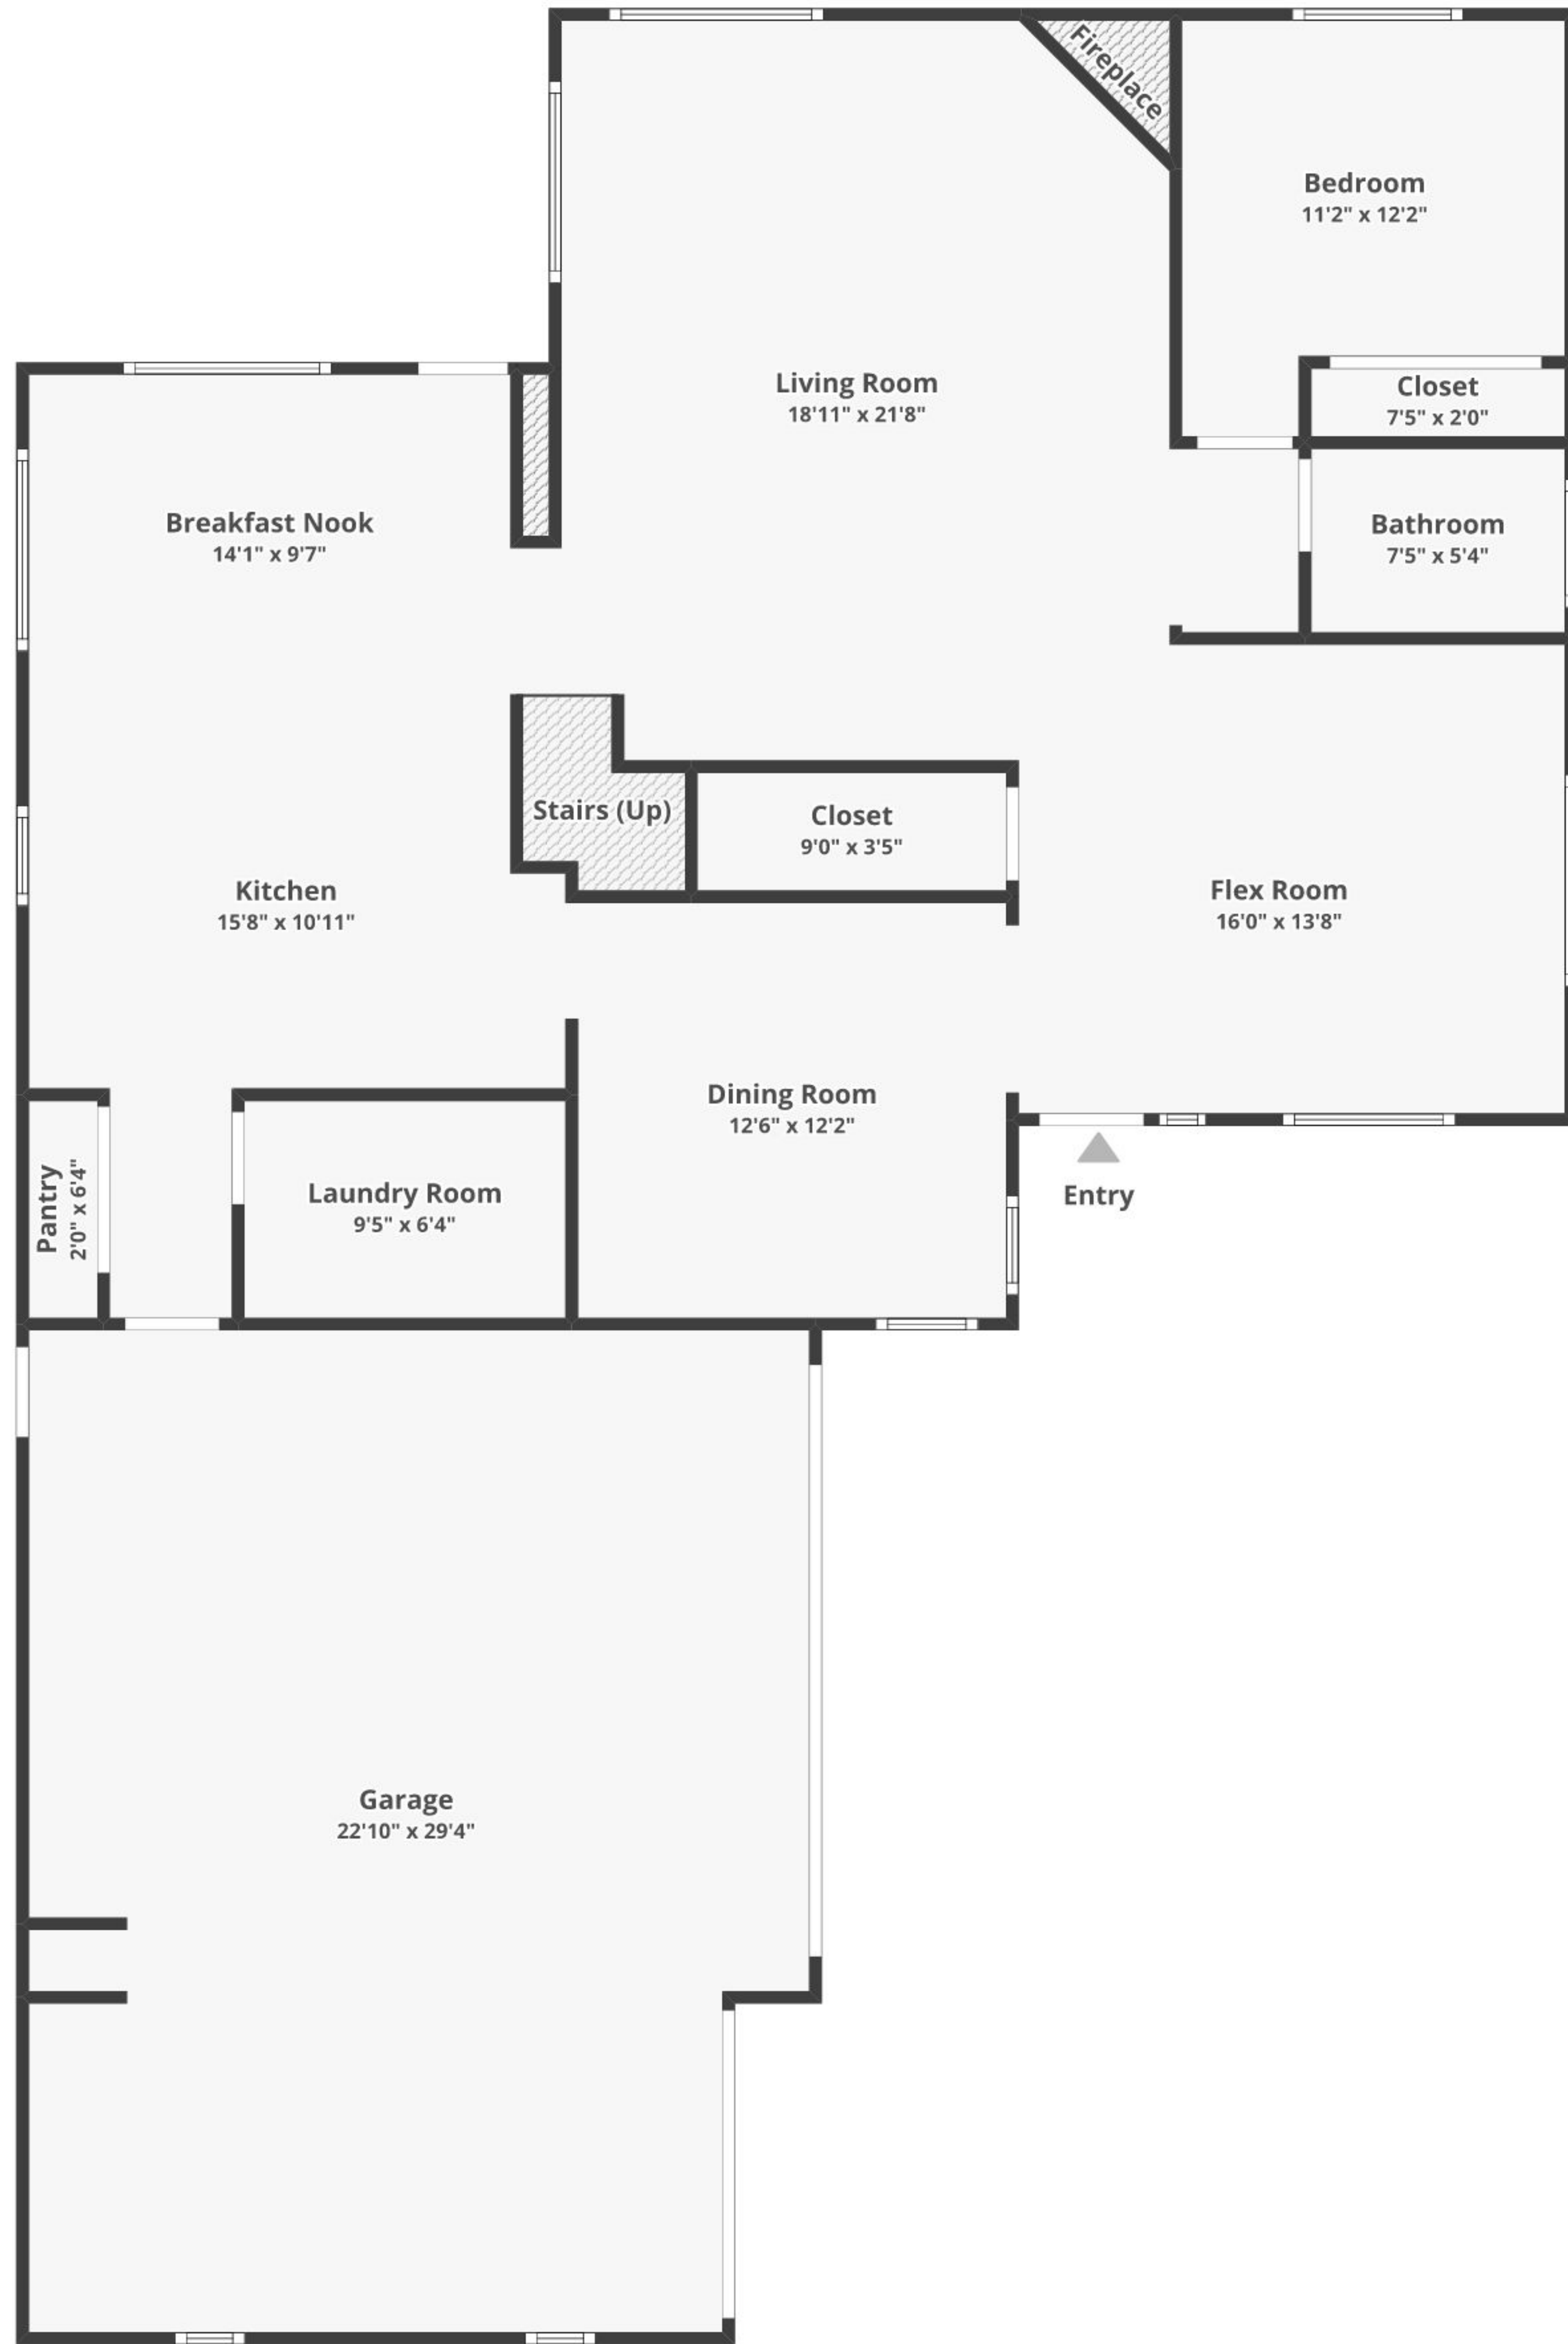 Fireplace
Bedroom
11'2" x 12'2"
Living Room
18'11" x 21'8"
Closet
7'5" x 2'0"
Breakfast Nook
14'1" x 9'7"
Bathroom
7'5" x 5'4"
Stairs (Up)
Closet
9'0" x 3'5"
Kitchen
15'8" x 10'11"
Flex Room
16'0" x 13'8"
Dining Room
12'6" x 12'2"
Pantry
2'0" x 6'4"
Laundry Room
9'5" x 6'4"
Entry
Garage
22'10" x 29'4"